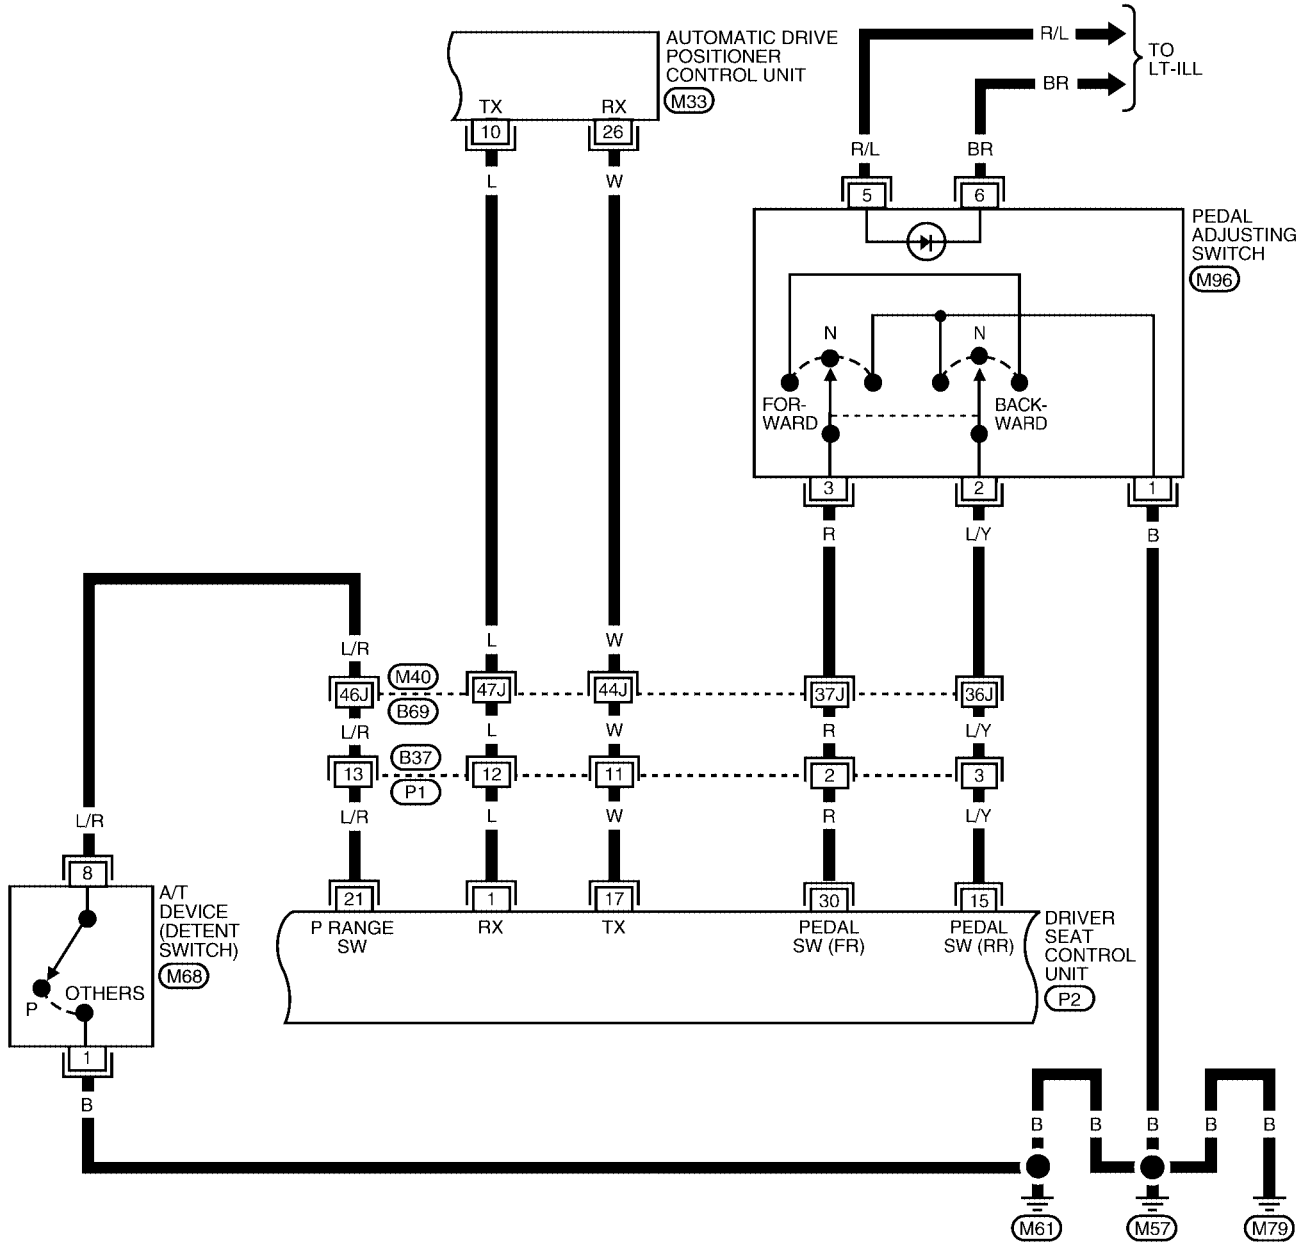 AUTOMATIC DRIVE
POSITIONER
CONTROL UNIT
M33
TX
RX
10
26
L
W
R/L
BR
TO
LT-ILL
R/L
BR
5
6
PEDAL
ADJUSTING
SWITCH
M96
N
N
FOR-
WARD
BACK-
WARD
3
2
1
R
L/Y
B
L/R
L
W
46J
M40
B69
47J
44J
37J
36J
L/R
L
W
R
L/Y
13
B37
P1
12
11
2
3
L/R
L
W
R
L/Y
L/R
8
A/T
DEVICE
(DETENT
SWITCH)
M68
P
OTHERS
1
B
21
1
17
30
15
P RANGE
SW
RX
TX
PEDAL
SW (FR)
PEDAL
SW (RR)
DRIVER
SEAT
CONTROL
UNIT
P2
B
B
B
B
B
M61
M57
M79